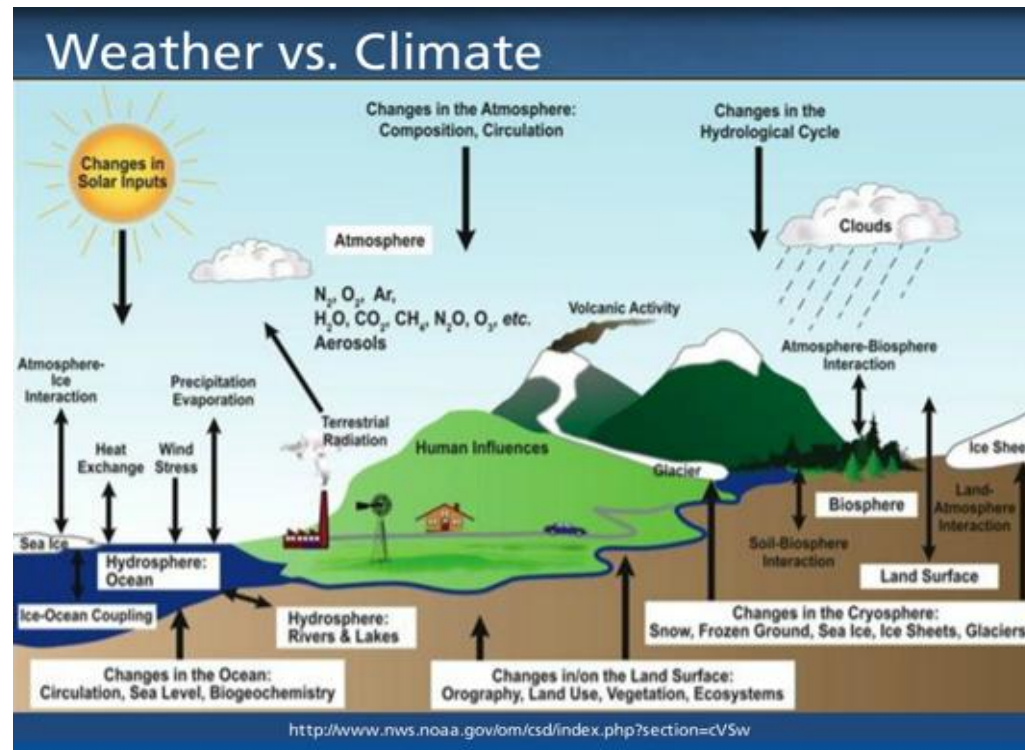 Weather vs. Climate
Changes in
Solar Inputs
Changes in the Atmosphere:
Composition, Circulation
Changes in the
Hydrological Cycle
Clouds
Atmosphere
N₂, O₂, Ar,
H₂O, CO₂, CH₄, N₂O, O₃, etc.
Aerosols
Volcanic Activity
Atmosphere-
Ice
Interaction
Precipitation
Evaporation
Atmosphere-Biosphere
Interaction
Heat
Exchange
Wind
Stress
Terrestrial
Radiation
Human Influences
Glacier
Ice Shee
Biosphere
Land-
Atmosphere
Interaction
Soil-Biosphere
Interaction
Sea Ice
Hydrosphere:
Ocean
Land Surface
Ice-Ocean Coupling
Hydrosphere:
Rivers & Lakes
Changes in the Cryosphere:
Snow, Frozen Ground, Sea Ice, Ice Sheets, Glaciers
Changes in the Ocean:
Circulation, Sea Level, Biogeochemistry
Changes in/on the Land Surface:
Orography, Land Use, Vegetation, Ecosystems
http://www.nws.noaa.gov/om/csd/index.php?section=cVSw